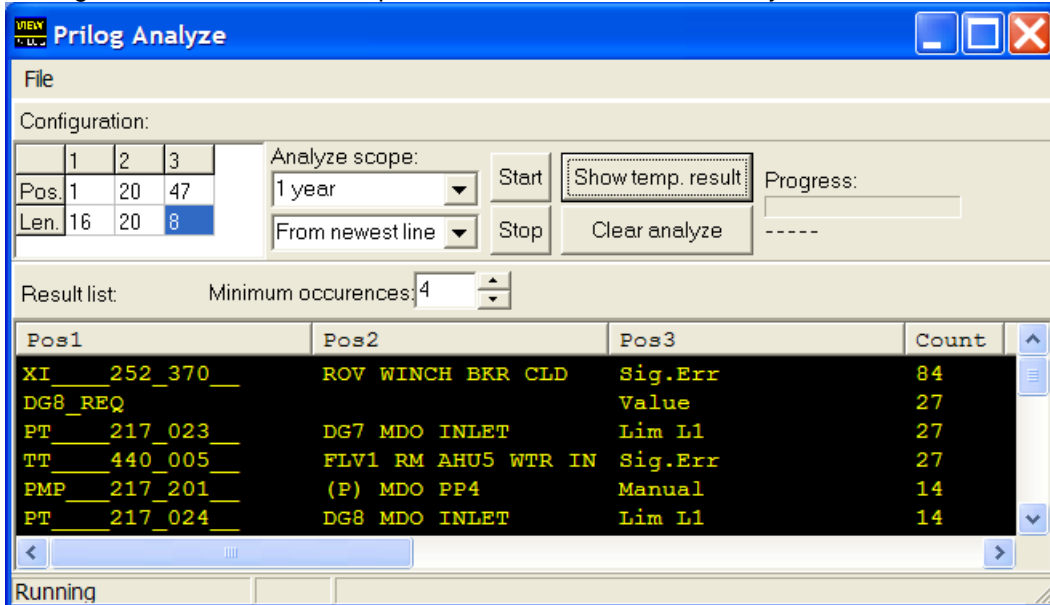 Prilog Analyze
File
Configuration:
1 2 3
Pos. 1 20 47
Len. 16 20 8
Analyze scope:
1 year
From newest line
Start
Stop
Show temp. result
Clear analyze
Progress:
-----
Result list: Minimum occurences: 4
Pos1 Pos2 Pos3 Count
XI____252_370__ ROV WINCH BKR CLD Sig.Err 84
DG8_REQ Value 27
PT____217_023__ DG7 MDO INLET Lim L1 27
TT____440_005__ FLV1 RM AHU5 WTR IN Sig.Err 27
PMP___217_201__ (P) MDO PP4 Manual 14
PT____217_024__ DG8 MDO INLET Lim L1 14
Running